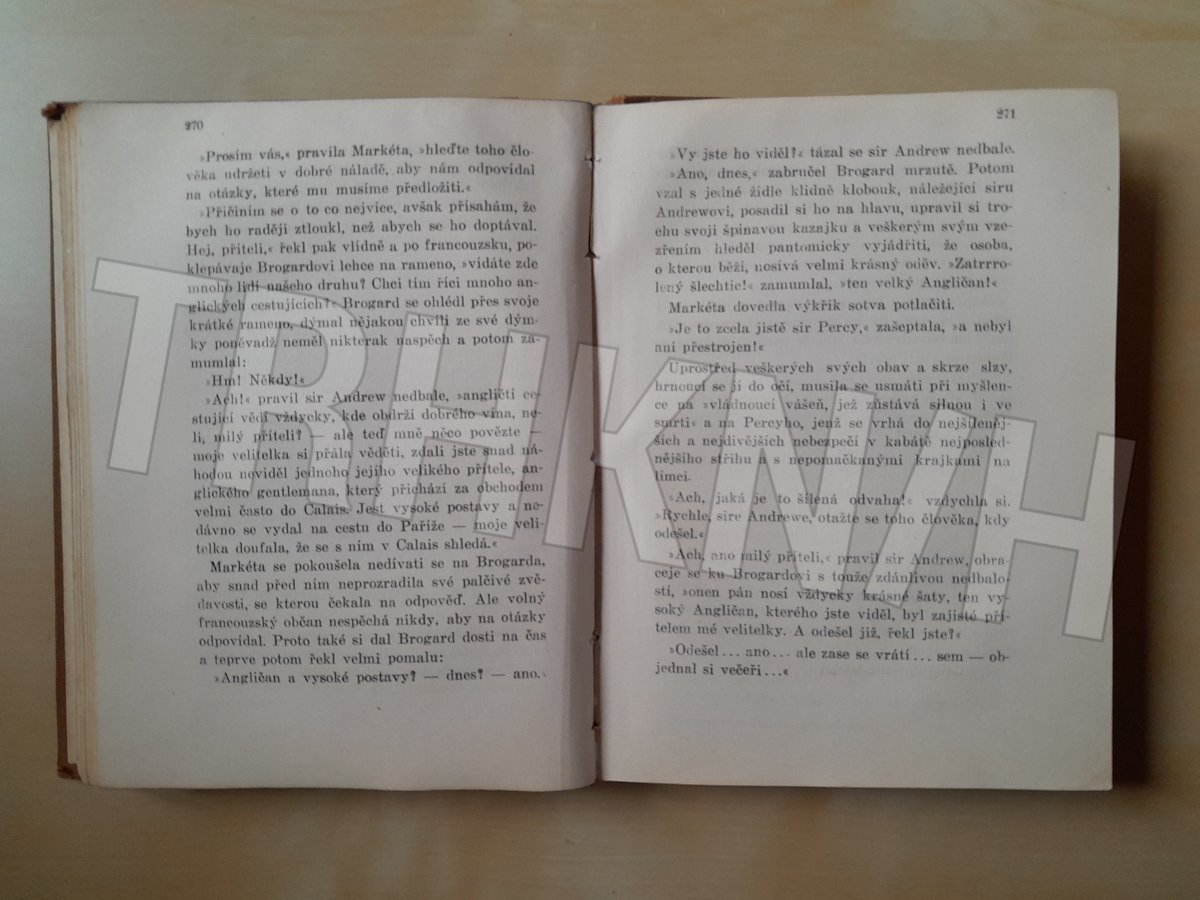 270
»Prosím vás,« pravila Markéta, »hleďte toho člo-
věka udržeti v dobré náladě, aby nám odpovídal
na otázky, které mu musíme předložiti.«
»Přičiním se o to co nejvíce, avšak přisahám, že
bych ho raději ztloukl, než abych se ho doptával.
Hej, příteli,« řekl pak vlídně a po francouzsku, po-
klepávaje Brogardovi lehce na rameno, »vídáte zde
mnoho lidí našeho druhu? Chci tím říci mnoho an-
glických cestujících?« Brogard se ohlédl přes svoje
krátké rameno, dýmal nějakou chvíli ze své dým-
ky poněvadž neměl nikterak naspěch a potom za-
mumlal:
»Hm! Někdy!«
»Ach!« pravil sir Andrew nedbale, »angličtí ce-
stující vědí vždycky, kde obdrží dobrého vína, ne-
li, milý příteli? — ale teď mně něco povězte —
moje velitelka si přála věděti, zdali jste snad ná-
hodou neviděl jednoho jejího velikého přítele, an-
glického gentlemana, který přichází za obchodem
velmi často do Calais. Jest vysoké postavy a ne-
dávno se vydal na cestu do Paříže — moje veli-
telka doufala, že se s ním v Calais shledá.«
Markéta se pokoušela nedívati se na Brogarda,
aby snad před ním neprozradila své palčivé zvě-
davosti, se kterou čekala na odpověď. Ale volný
francouzský občan nespěchá nikdy, aby na otázky
odpovídal. Proto také si dal Brogard dosti na čas
a teprve potom řekl velmi pomalu:
»Angličan a vysoké postavy? — dnes? — ano.«
271
»Vy jste ho viděl?« tázal se sir Andrew nedbale.
»Ano, dnes,« zabručel Brogard mrzutě. Potom
vzal s jedné židle klidně klobouk, náležející siru
Andrewovi, posadil si ho na hlavu, upravil si tro-
chu svoji špinavou kazajku a veškerým svým vze-
zřením hleděl pantomicky vyjádřiti, že osoba,
o kterou běží, nosívá velmi krásný oděv. »Zatrrro-
lený šlechtic!« zamumlal, »ten velký Angličan!«
Markéta dovedla výkřik sotva potlačiti.
»Je to zcela jistě sir Percy,« zašeptala, »a nebyl
ani přestrojen!«
Uprostřed veškerých svých obav a skrze slzy,
hrnoucí se jí do očí, musila se usmáti při myšlen-
ce na »vládnoucí vášeň, jež zůstává silnou i ve
smrti« a na Percyho, jenž se vrhá do nejšíleněj-
ších a nejdivějších nebezpečí v kabátě nejposled-
nějšího střihu a s nepomačkanými krajkami na
límci.
»Ach, jaká je to šílená odvaha!« vzdychla si.
»Rychle, sire Andrewe, otažte se toho člověka, kdy
odešel.«
»Ach, ano milý příteli,« pravil sir Andrew, obra-
ceje se ku Brogardovi s touže zdánlivou nedbalo-
stí, »onen pán nosí vždycky krásné šaty, ten vy-
soký Angličan, kterého jste viděl, byl zajisté pří-
telem mé velitelky. A odešel již, řekl jste?«
»Odešel... ano... ale zase se vrátí... sem — ob-
jednal si večeři...«
TRHKNIH